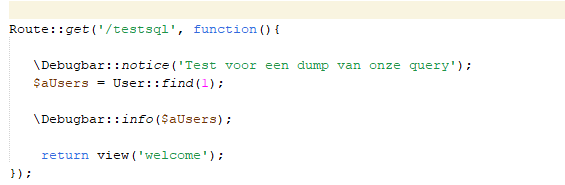 Route::get('/testsql', function(){
\Debugbar::notice('Test voor een dump van onze query');
$aUsers = User::find(1);
\Debugbar::info($aUsers);
return view('welcome');
});